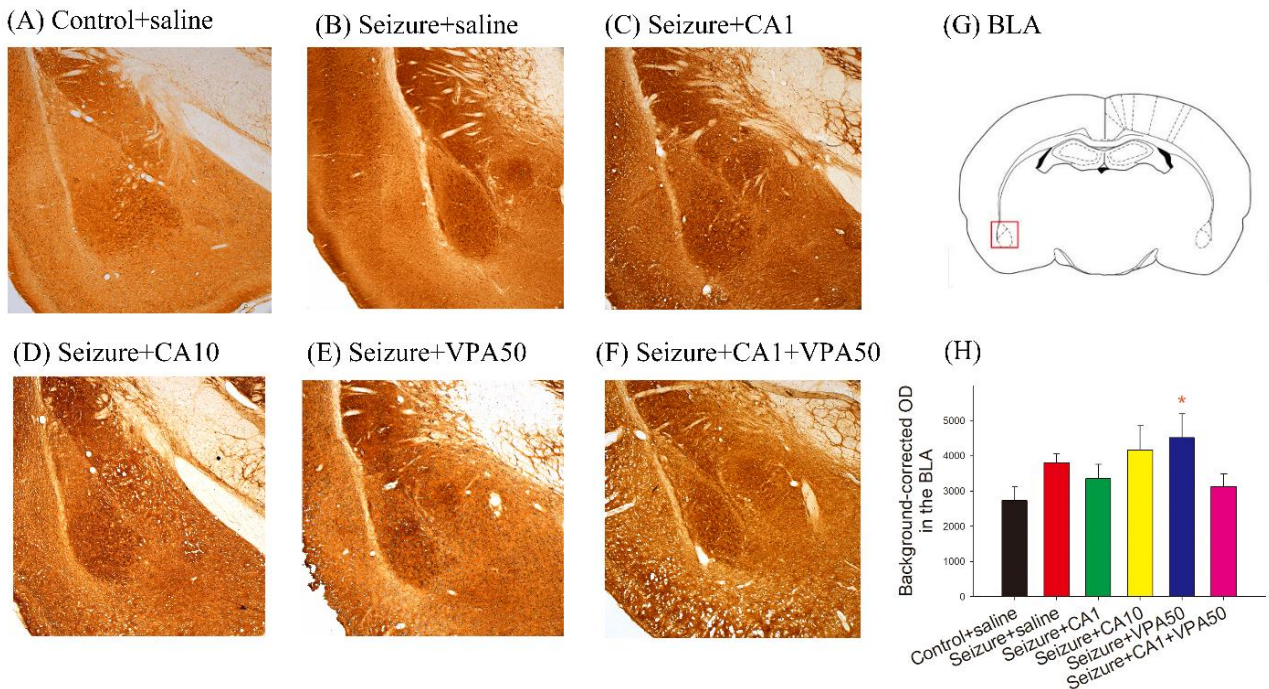 (A) Control+saline
(B) Seizure+saline
(C) Seizure+CA1
(G) BLA
(D) Seizure+CA10
(E) Seizure+VPA50
(F) Seizure+CA1+VPA50
(H)
Background-corrected OD
in the BLA
5000
4000
3000
2000
1000
0
*
Control+saline
Seizure+saline
Seizure+CA1
Seizure+CA10
Seizure+VPA50
Seizure+CA1+VPA50